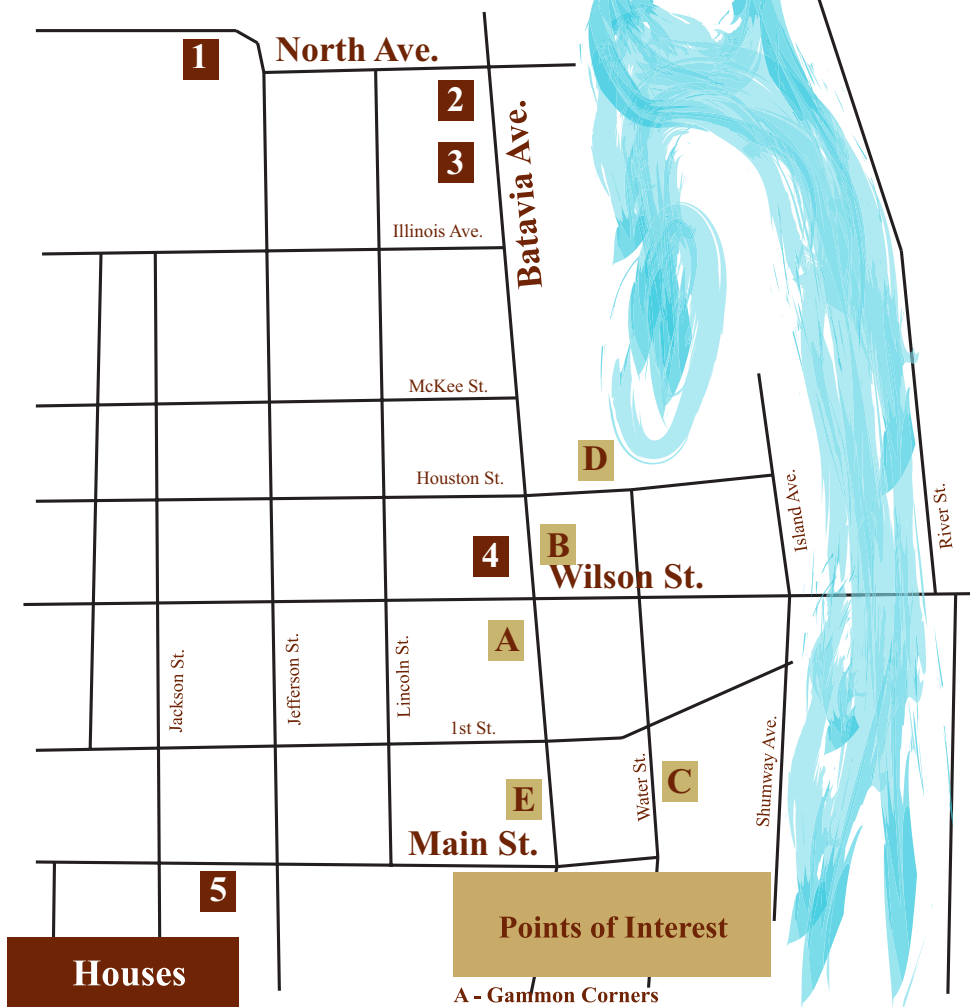 1
North Ave.
2
Batavia Ave.
3
Illinois Ave.
McKee St.
D
Houston St.
Island Ave.
River St.
4
B
Wilson St.
A
Jackson St.
Jefferson St.
Lincoln St.
1st St.
Water St.
C
Shumway Ave.
E
Main St.
5
Points of Interest
Houses
A - Gammon Corners